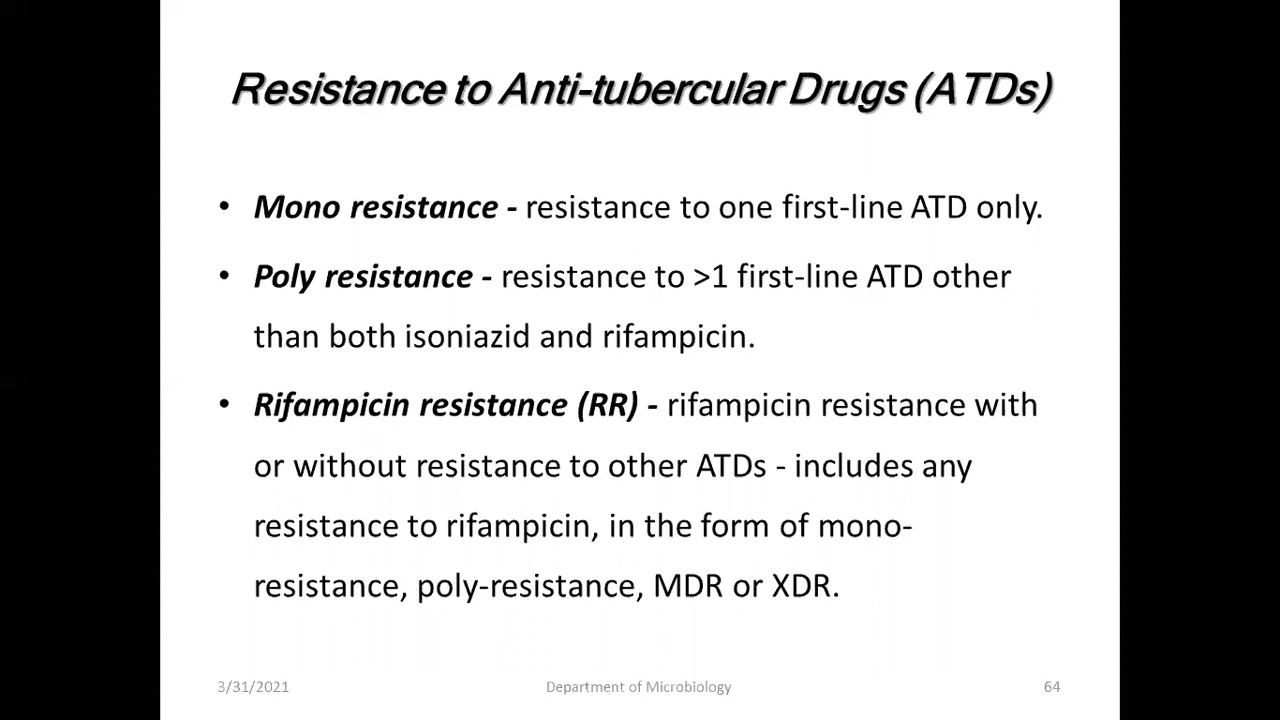 Resistance to Anti-tubercular Drugs (ATDs)
• Mono resistance - resistance to one first-line ATD only.
• Poly resistance - resistance to >1 first-line ATD other
than both isoniazid and rifampicin.
• Rifampicin resistance (RR) - rifampicin resistance with
or without resistance to other ATDs - includes any
resistance to rifampicin, in the form of mono-
resistance, poly-resistance, MDR or XDR.
3/31/2021 Department of Microbiology 64